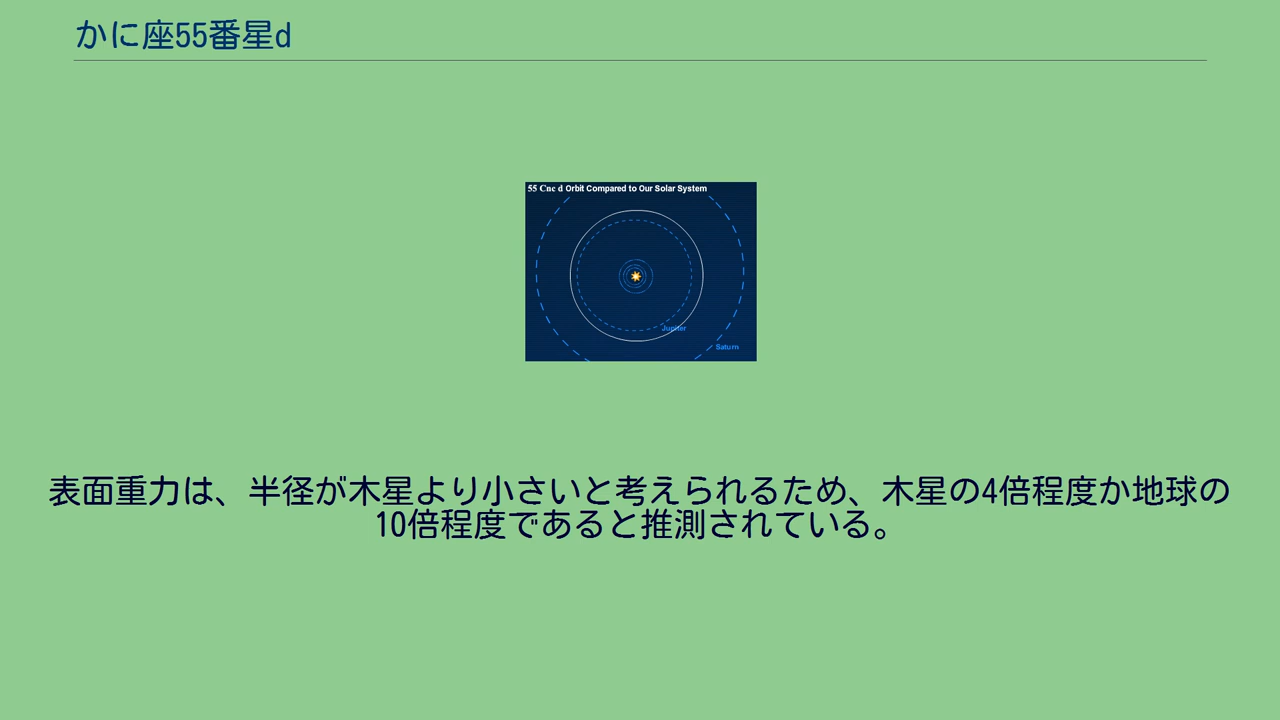 かに座55番星d
55 Cnc d Orbit Compared to Our Solar System
Jupiter
Saturn
表面重力は、半径が木星より小さいと考えられるため、木星の4倍程度か地球の
10倍程度であると推測されている。